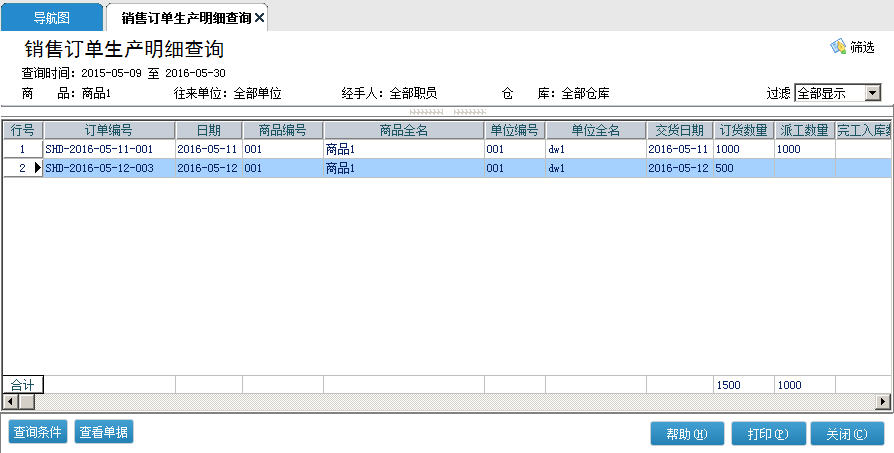 导航图 销售订单生产明细查询
销售订单生产明细查询 筛选
查询时间: 2015-05-09 至 2016-05-30
商 品: 商品1 往来单位: 全部单位 经手人: 全部职员 仓 库: 全部仓库 过滤 全部显示
行号 订单编号 日期 商品编号 商品全名 单位编号 单位全名 交货日期 订货数量 派工数量 完工入库数
1 SHD-2016-05-11-001 2016-05-11 001 商品1 001 dw1 2016-05-11 1000 1000
2 SHD-2016-05-12-003 2016-05-12 001 商品1 001 dw1 2016-05-12 500
合计 1500 1000
查询条件 查看单据 帮助(H) 打印(P) 关闭(C)